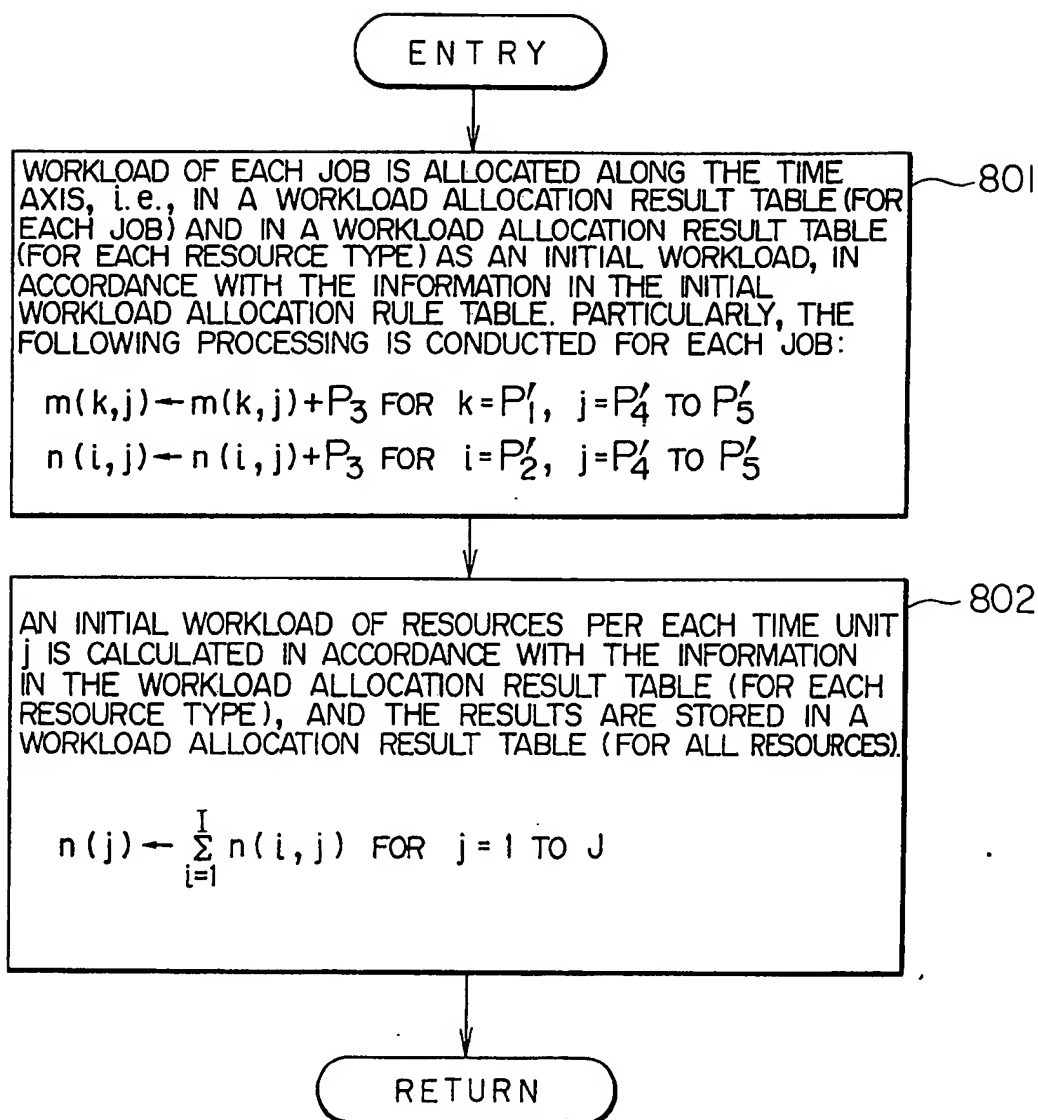 ENTRY
WORKLOAD OF EACH JOB IS ALLOCATED ALONG THE TIME
AXIS, i.e., IN A WORKLOAD ALLOCATION RESULT TABLE (FOR
EACH JOB) AND IN A WORKLOAD ALLOCATION RESULT TABLE
(FOR EACH RESOURCE TYPE) AS AN INITIAL WORKLOAD, IN
ACCORDANCE WITH THE INFORMATION IN THE INITIAL
WORKLOAD ALLOCATION RULE TABLE. PARTICULARLY, THE
FOLLOWING PROCESSING IS CONDUCTED FOR EACH JOB:
m(k,j)←m(k,j)+P₃ FOR k=P′₁, j=P′₄ TO P′₅
n(i,j)←n(i,j)+P₃ FOR i=P′₂, j=P′₄ TO P′₅
801
AN INITIAL WORKLOAD OF RESOURCES PER EACH TIME UNIT
j IS CALCULATED IN ACCORDANCE WITH THE INFORMATION
IN THE WORKLOAD ALLOCATION RESULT TABLE (FOR EACH
RESOURCE TYPE), AND THE RESULTS ARE STORED IN A
WORKLOAD ALLOCATION RESULT TABLE (FOR ALL RESOURCES).
n(j)← I Σ i=1 n(i,j) FOR j=1 TO J
802
RETURN